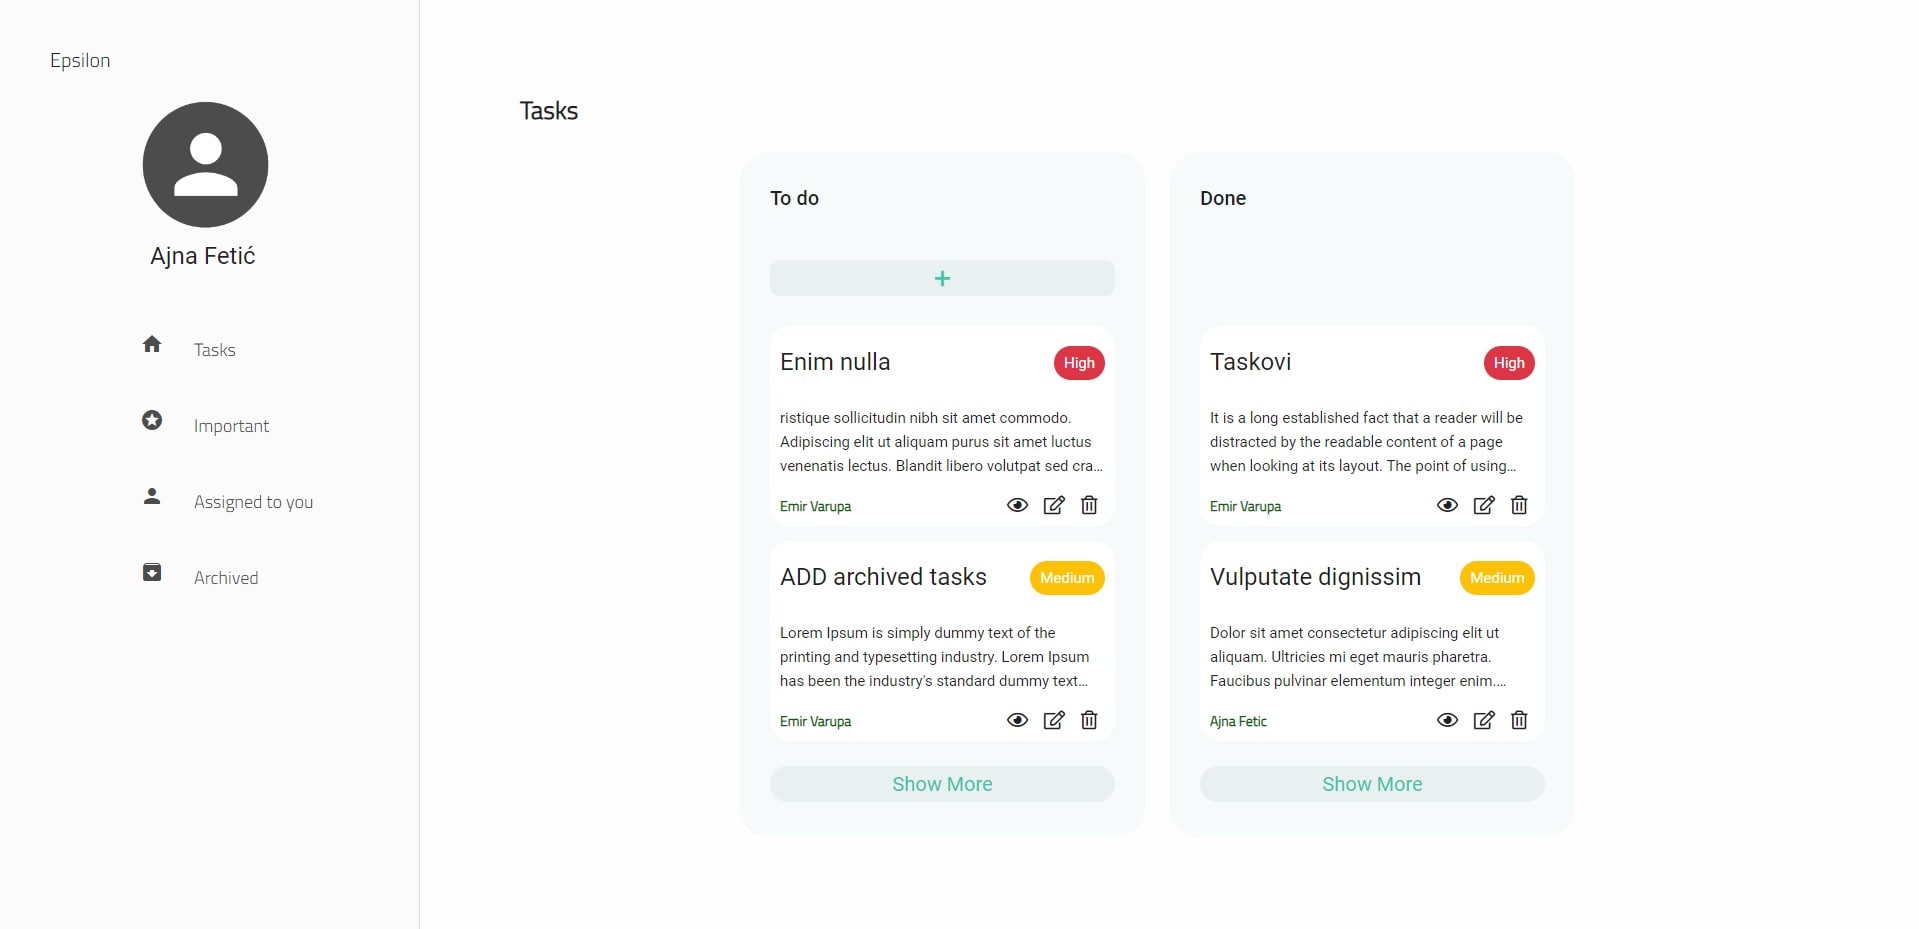 Epsilon
Ajna Fetić
Tasks
Important
Assigned to you
Archived
Tasks
To do
+
Enim nulla
High
ristique sollicitudin nibh sit amet commodo.
Adipiscing elit ut aliquam purus sit amet luctus
venenatis lectus. Blandit libero volutpat sed cra...
Emir Varupa
ADD archived tasks
Medium
Lorem Ipsum is simply dummy text of the
printing and typesetting industry. Lorem Ipsum
has been the industry's standard dummy text...
Emir Varupa
Show More
Done
Taskovi
High
It is a long established fact that a reader will be
distracted by the readable content of a page
when looking at its layout. The point of using...
Emir Varupa
Vulputate dignissim
Medium
Dolor sit amet consectetur adipiscing elit ut
aliquam. Ultricies mi eget mauris pharetra.
Faucibus pulvinar elementum integer enim....
Ajna Fetic
Show More